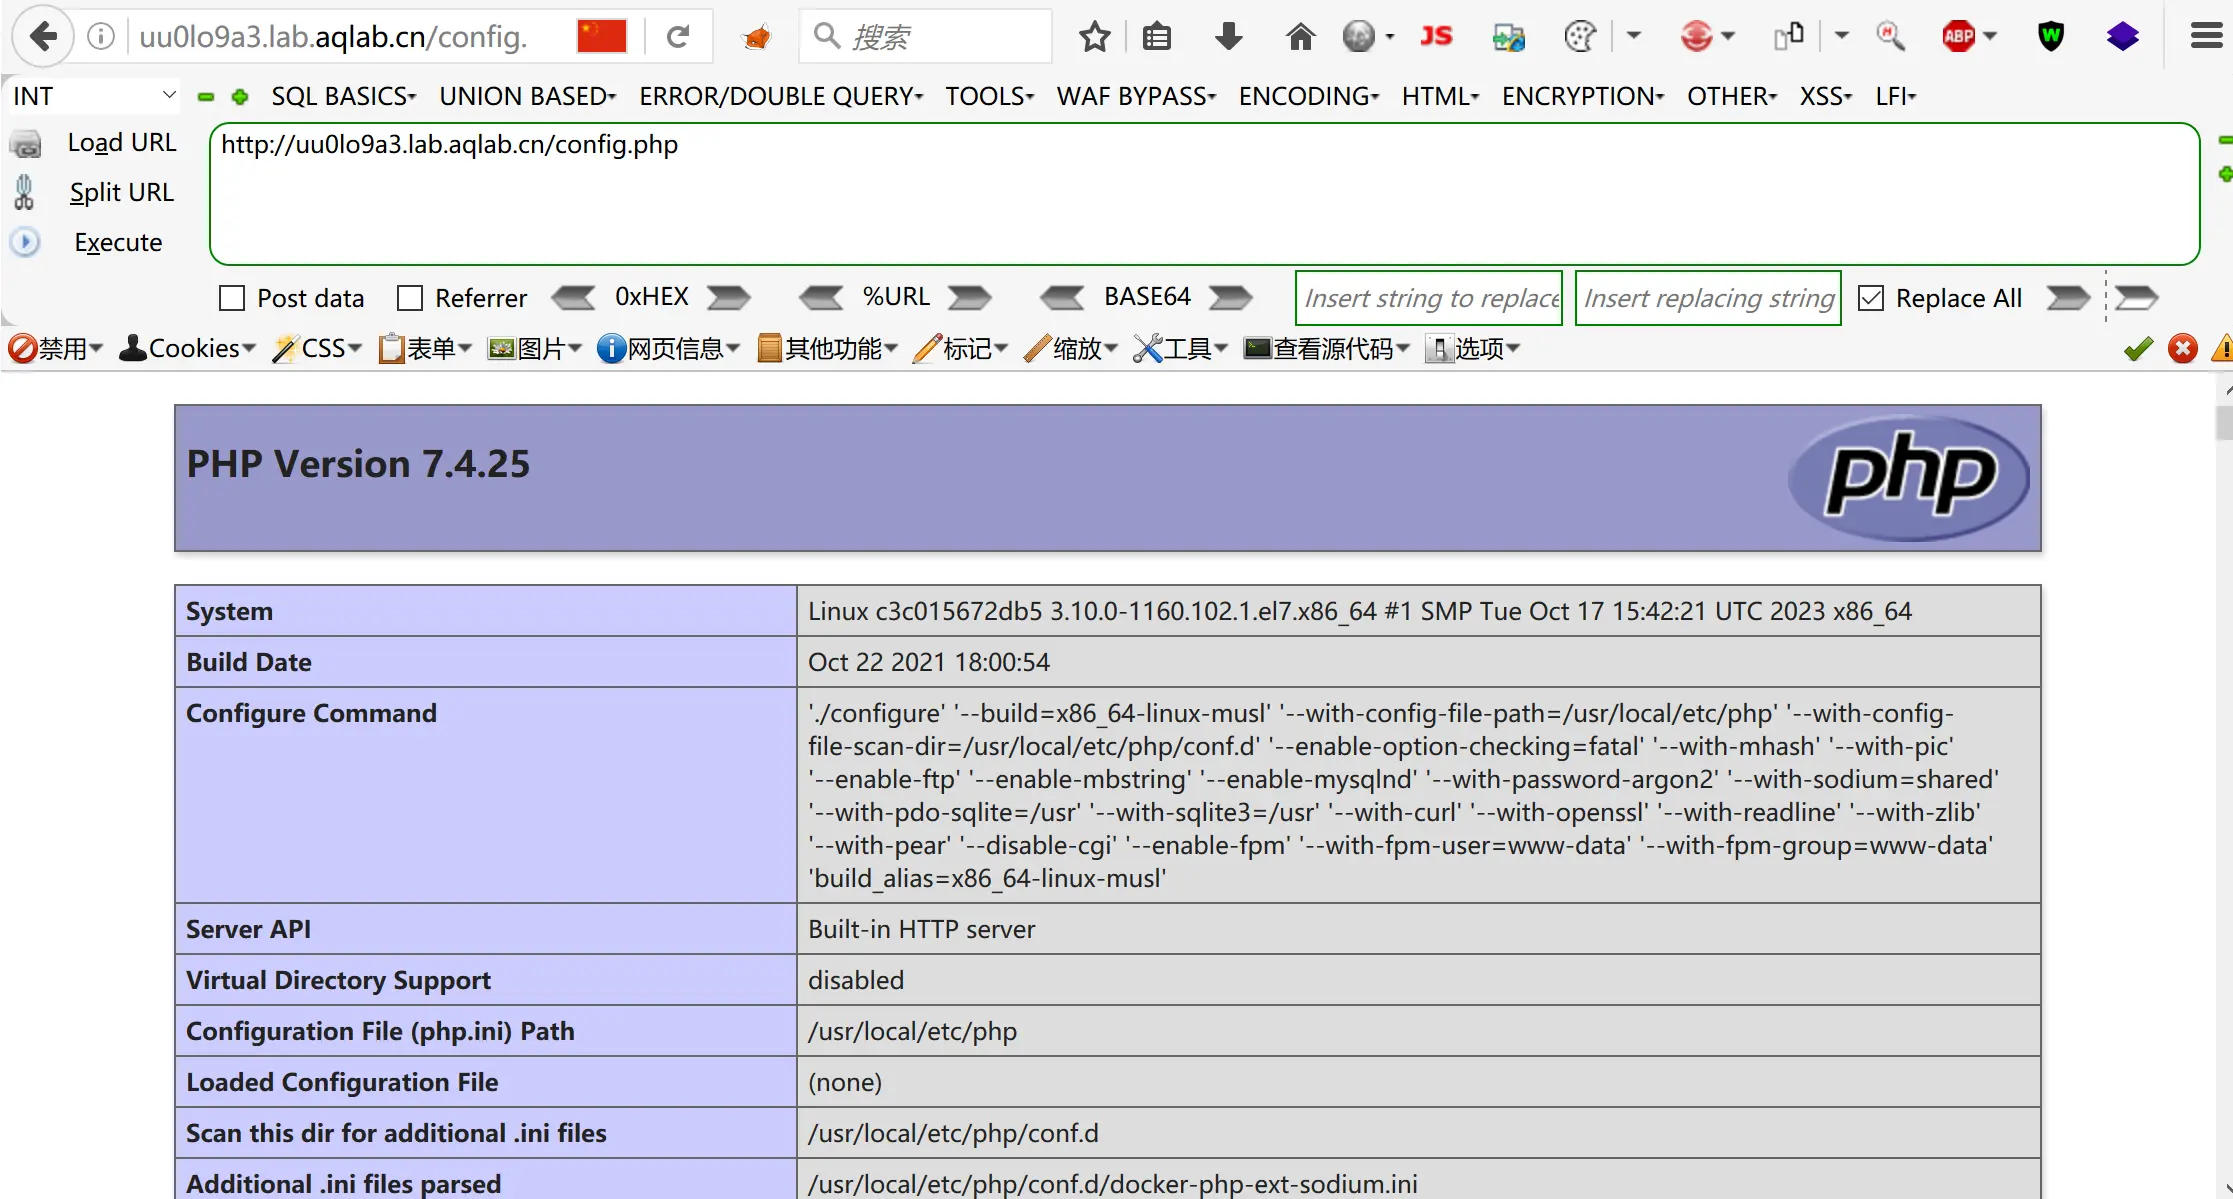 uu0lo9a3.lab.aqlab.cn/config.
搜索
JS
ABP
W
INT
SQL BASICS
UNION BASED
ERROR/DOUBLE QUERY
TOOLS
WAF BYPASS
ENCODING
HTML
ENCRYPTION
OTHER
XSS
LFI
Load URL
http://uu0lo9a3.lab.aqlab.cn/config.php
Split URL
Execute
Post data
Referrer
0xHEX
%URL
BASE64
Insert string to replace
Insert replacing string
Replace All
禁用
Cookies
CSS
表单
图片
网页信息
其他功能
标记
缩放
工具
查看源代码
选项
PHP Version 7.4.25
php
System
Linux c3c015672db5 3.10.0-1160.102.1.el7.x86_64 #1 SMP Tue Oct 17 15:42:21 UTC 2023 x86_64
Build Date
Oct 22 2021 18:00:54
Configure Command
'./configure' '--build=x86_64-linux-musl' '--with-config-file-path=/usr/local/etc/php' '--with-config-
file-scan-dir=/usr/local/etc/php/conf.d' '--enable-option-checking=fatal' '--with-mhash' '--with-pic'
'--enable-ftp' '--enable-mbstring' '--enable-mysqlnd' '--with-password-argon2' '--with-sodium=shared'
'--with-pdo-sqlite=/usr' '--with-sqlite3=/usr' '--with-curl' '--with-openssl' '--with-readline' '--with-zlib'
'--with-pear' '--disable-cgi' '--enable-fpm' '--with-fpm-user=www-data' '--with-fpm-group=www-data'
'build_alias=x86_64-linux-musl'
Server API
Built-in HTTP server
Virtual Directory Support
disabled
Configuration File (php.ini) Path
/usr/local/etc/php
Loaded Configuration File
(none)
Scan this dir for additional .ini files
/usr/local/etc/php/conf.d
Additional .ini files parsed
/usr/local/etc/php/conf.d/docker-php-ext-sodium.ini